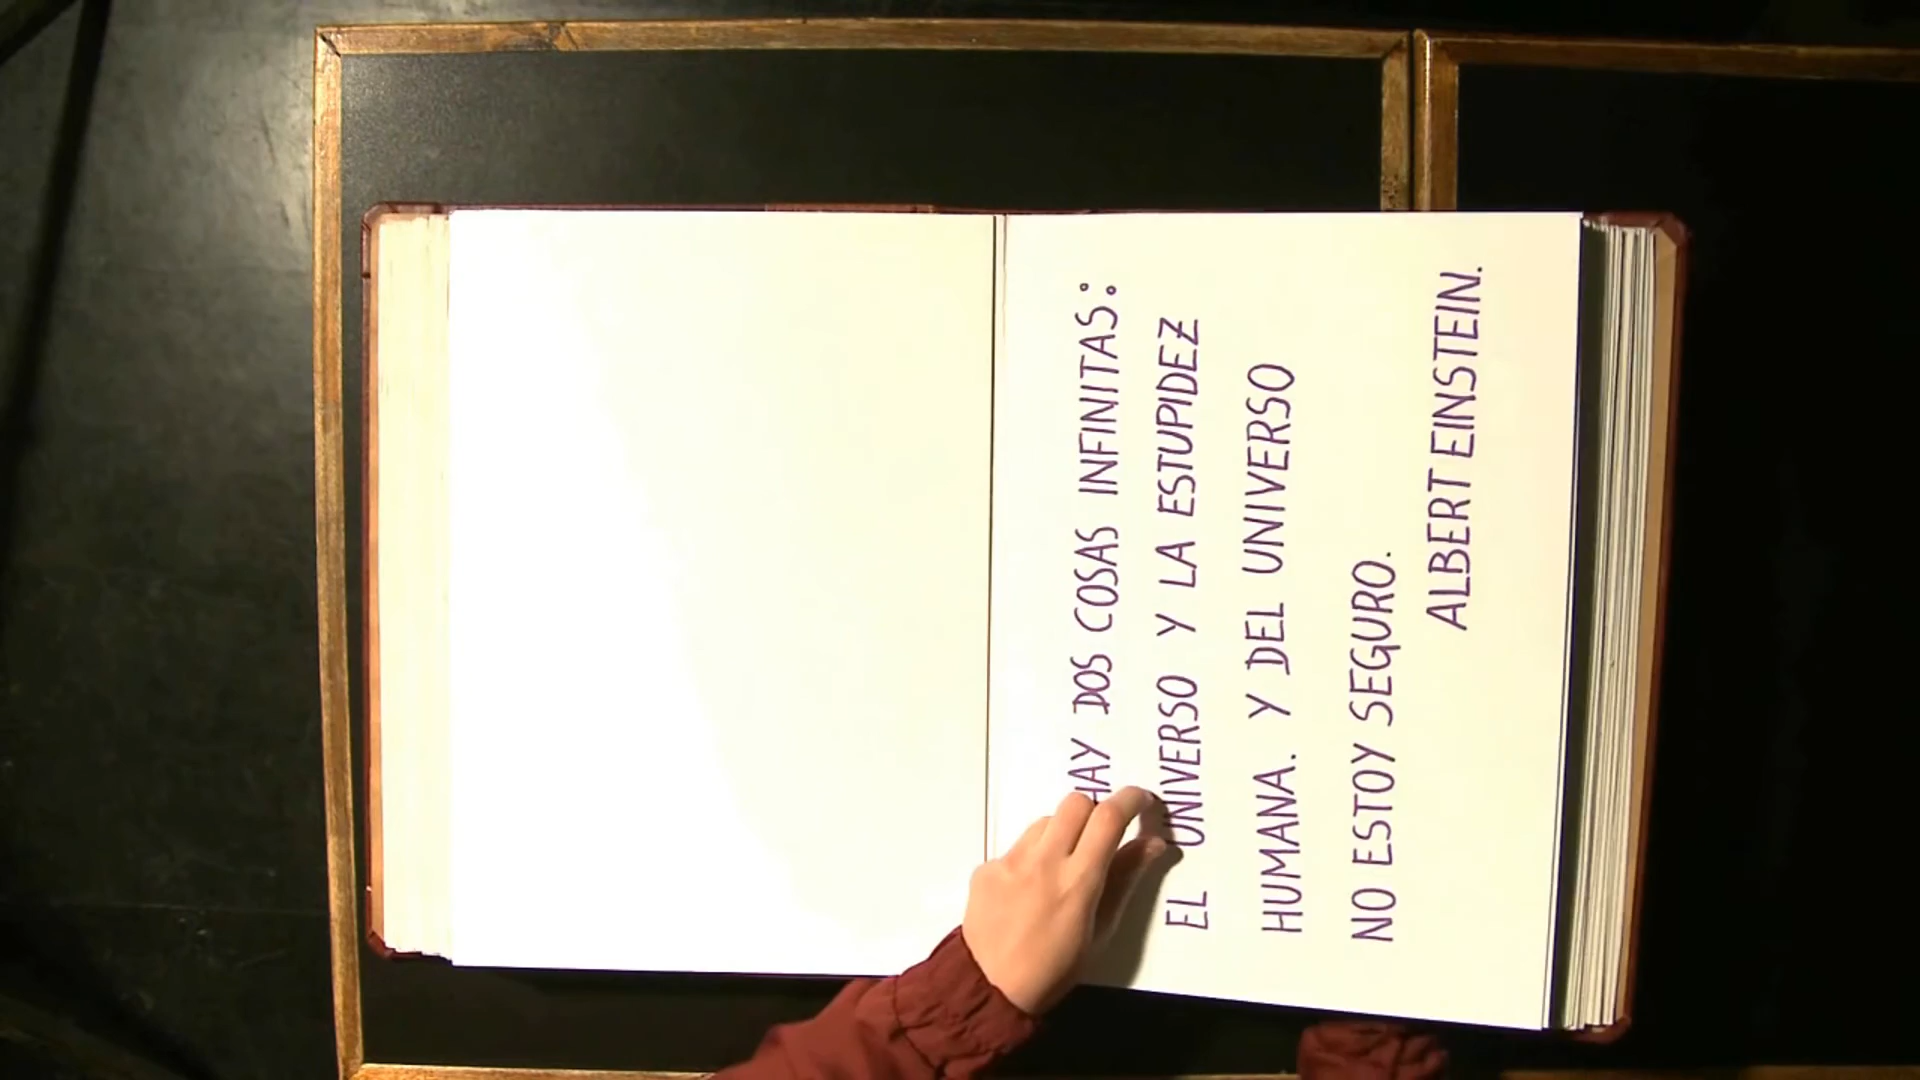 HAY DOS COSAS INFINITAS:
EL UNIVERSO Y LA ESTUPIDEZ
HUMANA. Y DEL UNIVERSO
NO ESTOY SEGURO.
ALBERT EINSTEIN.